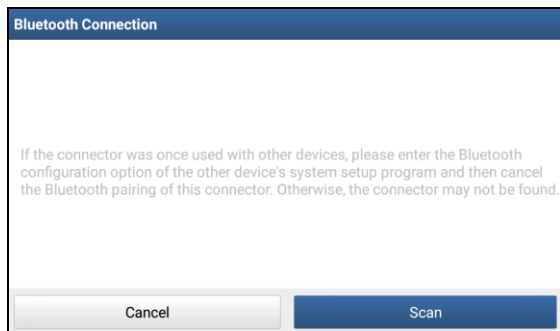 Bluetooth Connection
If the connector was once used with other devices, please enter the Bluetooth
configuration option of the other device's system setup program and then cancel
the Bluetooth pairing of this connector. Otherwise, the connector may not be found.
Cancel
Scan